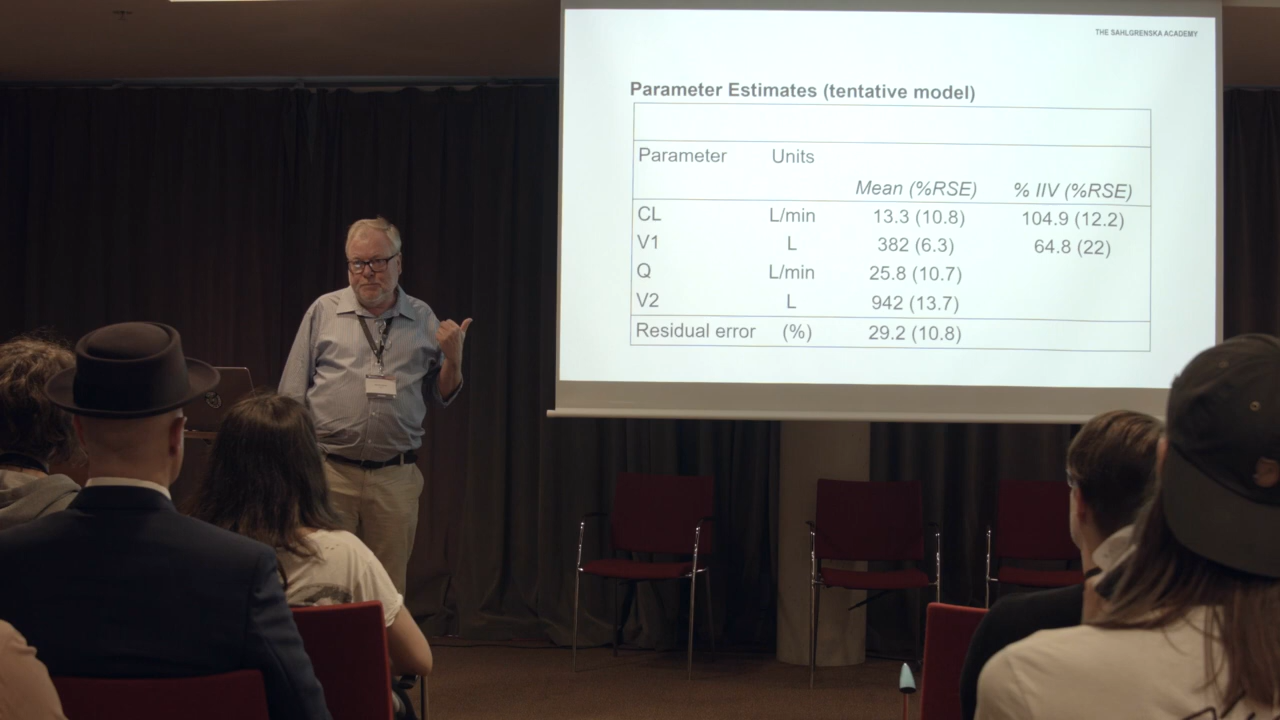 THE SAHLGRENSKA ACADEMY
Parameter Estimates (tentative model)
Parameter Units
Mean (%RSE) % IIV (%RSE)
CL L/min 13.3 (10.8) 104.9 (12.2)
V1 L 382 (6.3) 64.8 (22)
Q L/min 25.8 (10.7)
V2 L 942 (13.7)
Residual error (%) 29.2 (10.8)